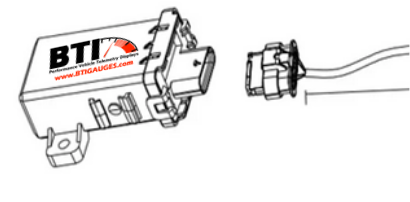 BTI
Performance Vehicle Telemetry Displays
www.BTIGAUGES.com